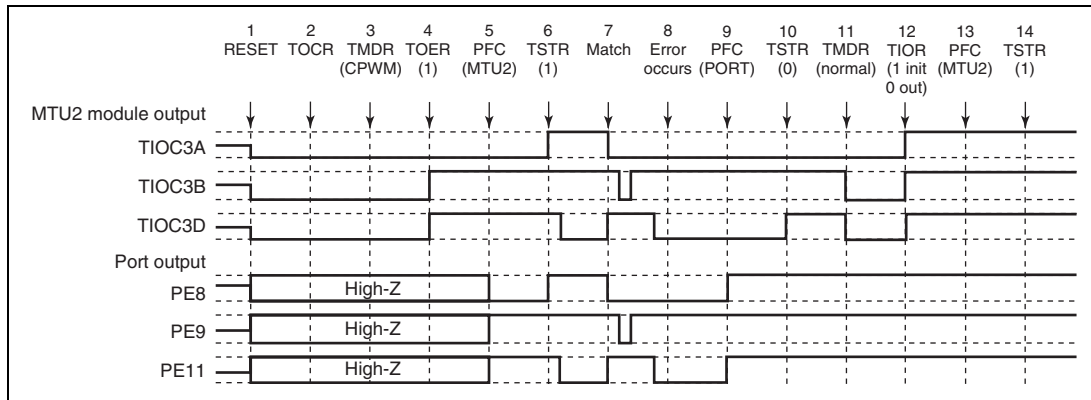 1 2 3 4 5 6 7 8 9 10 11 12 13 14
RESET TOCR TMDR TOER PFC TSTR Match Error PFC TSTR TMDR TIOR PFC TSTR
(CPWM) (1) (MTU2) (1) occurs (PORT) (0) (normal) (1 init (MTU2) (1)
0 out)
MTU2 module output
TIOC3A
TIOC3B
TIOC3D
Port output
PE8 High-Z
PE9 High-Z
PE11 High-Z